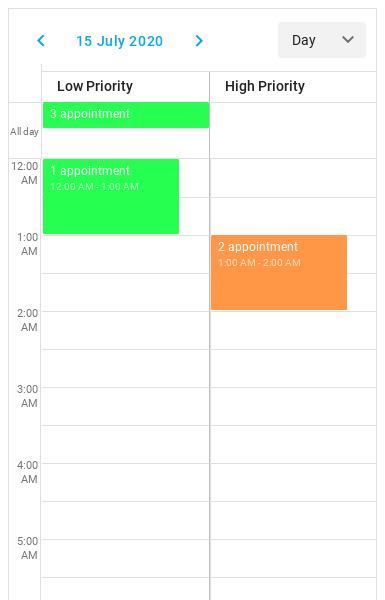 15 July 2020
Day
Low Priority
High Priority
All day
3 appointment
12:00
AM
1 appointment
12:00 AM - 1:00 AM
1:00
AM
2 appointment
1:00 AM - 2:00 AM
2:00
AM
3:00
AM
4:00
AM
5:00
AM